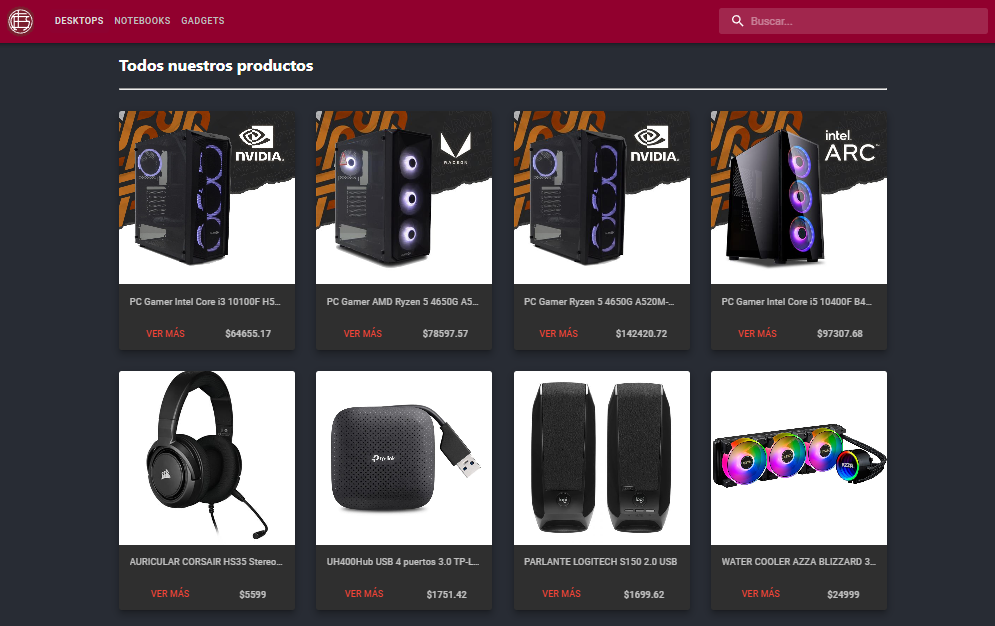 DESKTOPS NOTEBOOKS GADGETS
Buscar...
Todos nuestros productos
NVIDIA.
RADEON
NVIDIA.
intel.
ARC™
PC Gamer Intel Core i3 10100F H5...
PC Gamer AMD Ryzen 5 4650G A5...
PC Gamer Ryzen 5 4650G A520M-...
PC Gamer Intel Core i5 10400F B4...
VER MÁS $64655.17
VER MÁS $78597.57
VER MÁS $142420.72
VER MÁS $97307.68
tp-link
logi
logi
AZZA
AURICULAR CORSAIR HS35 Stereo...
UH400Hub USB 4 puertos 3.0 TP-L...
PARLANTE LOGITECH S150 2.0 USB
WATER COOLER AZZA BLIZZARD 3...
VER MÁS $5599
VER MÁS $1751.42
VER MÁS $1699.62
VER MÁS $24999